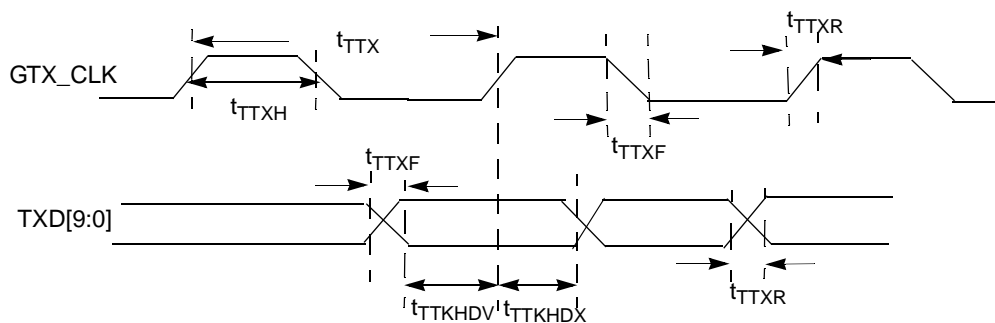 tTTX
tTTXR
GTX_CLK
tTTXH
tTTXF
tTTXF
TXD[9:0]
tTTKHDV
tTTKHDX
tTTXR